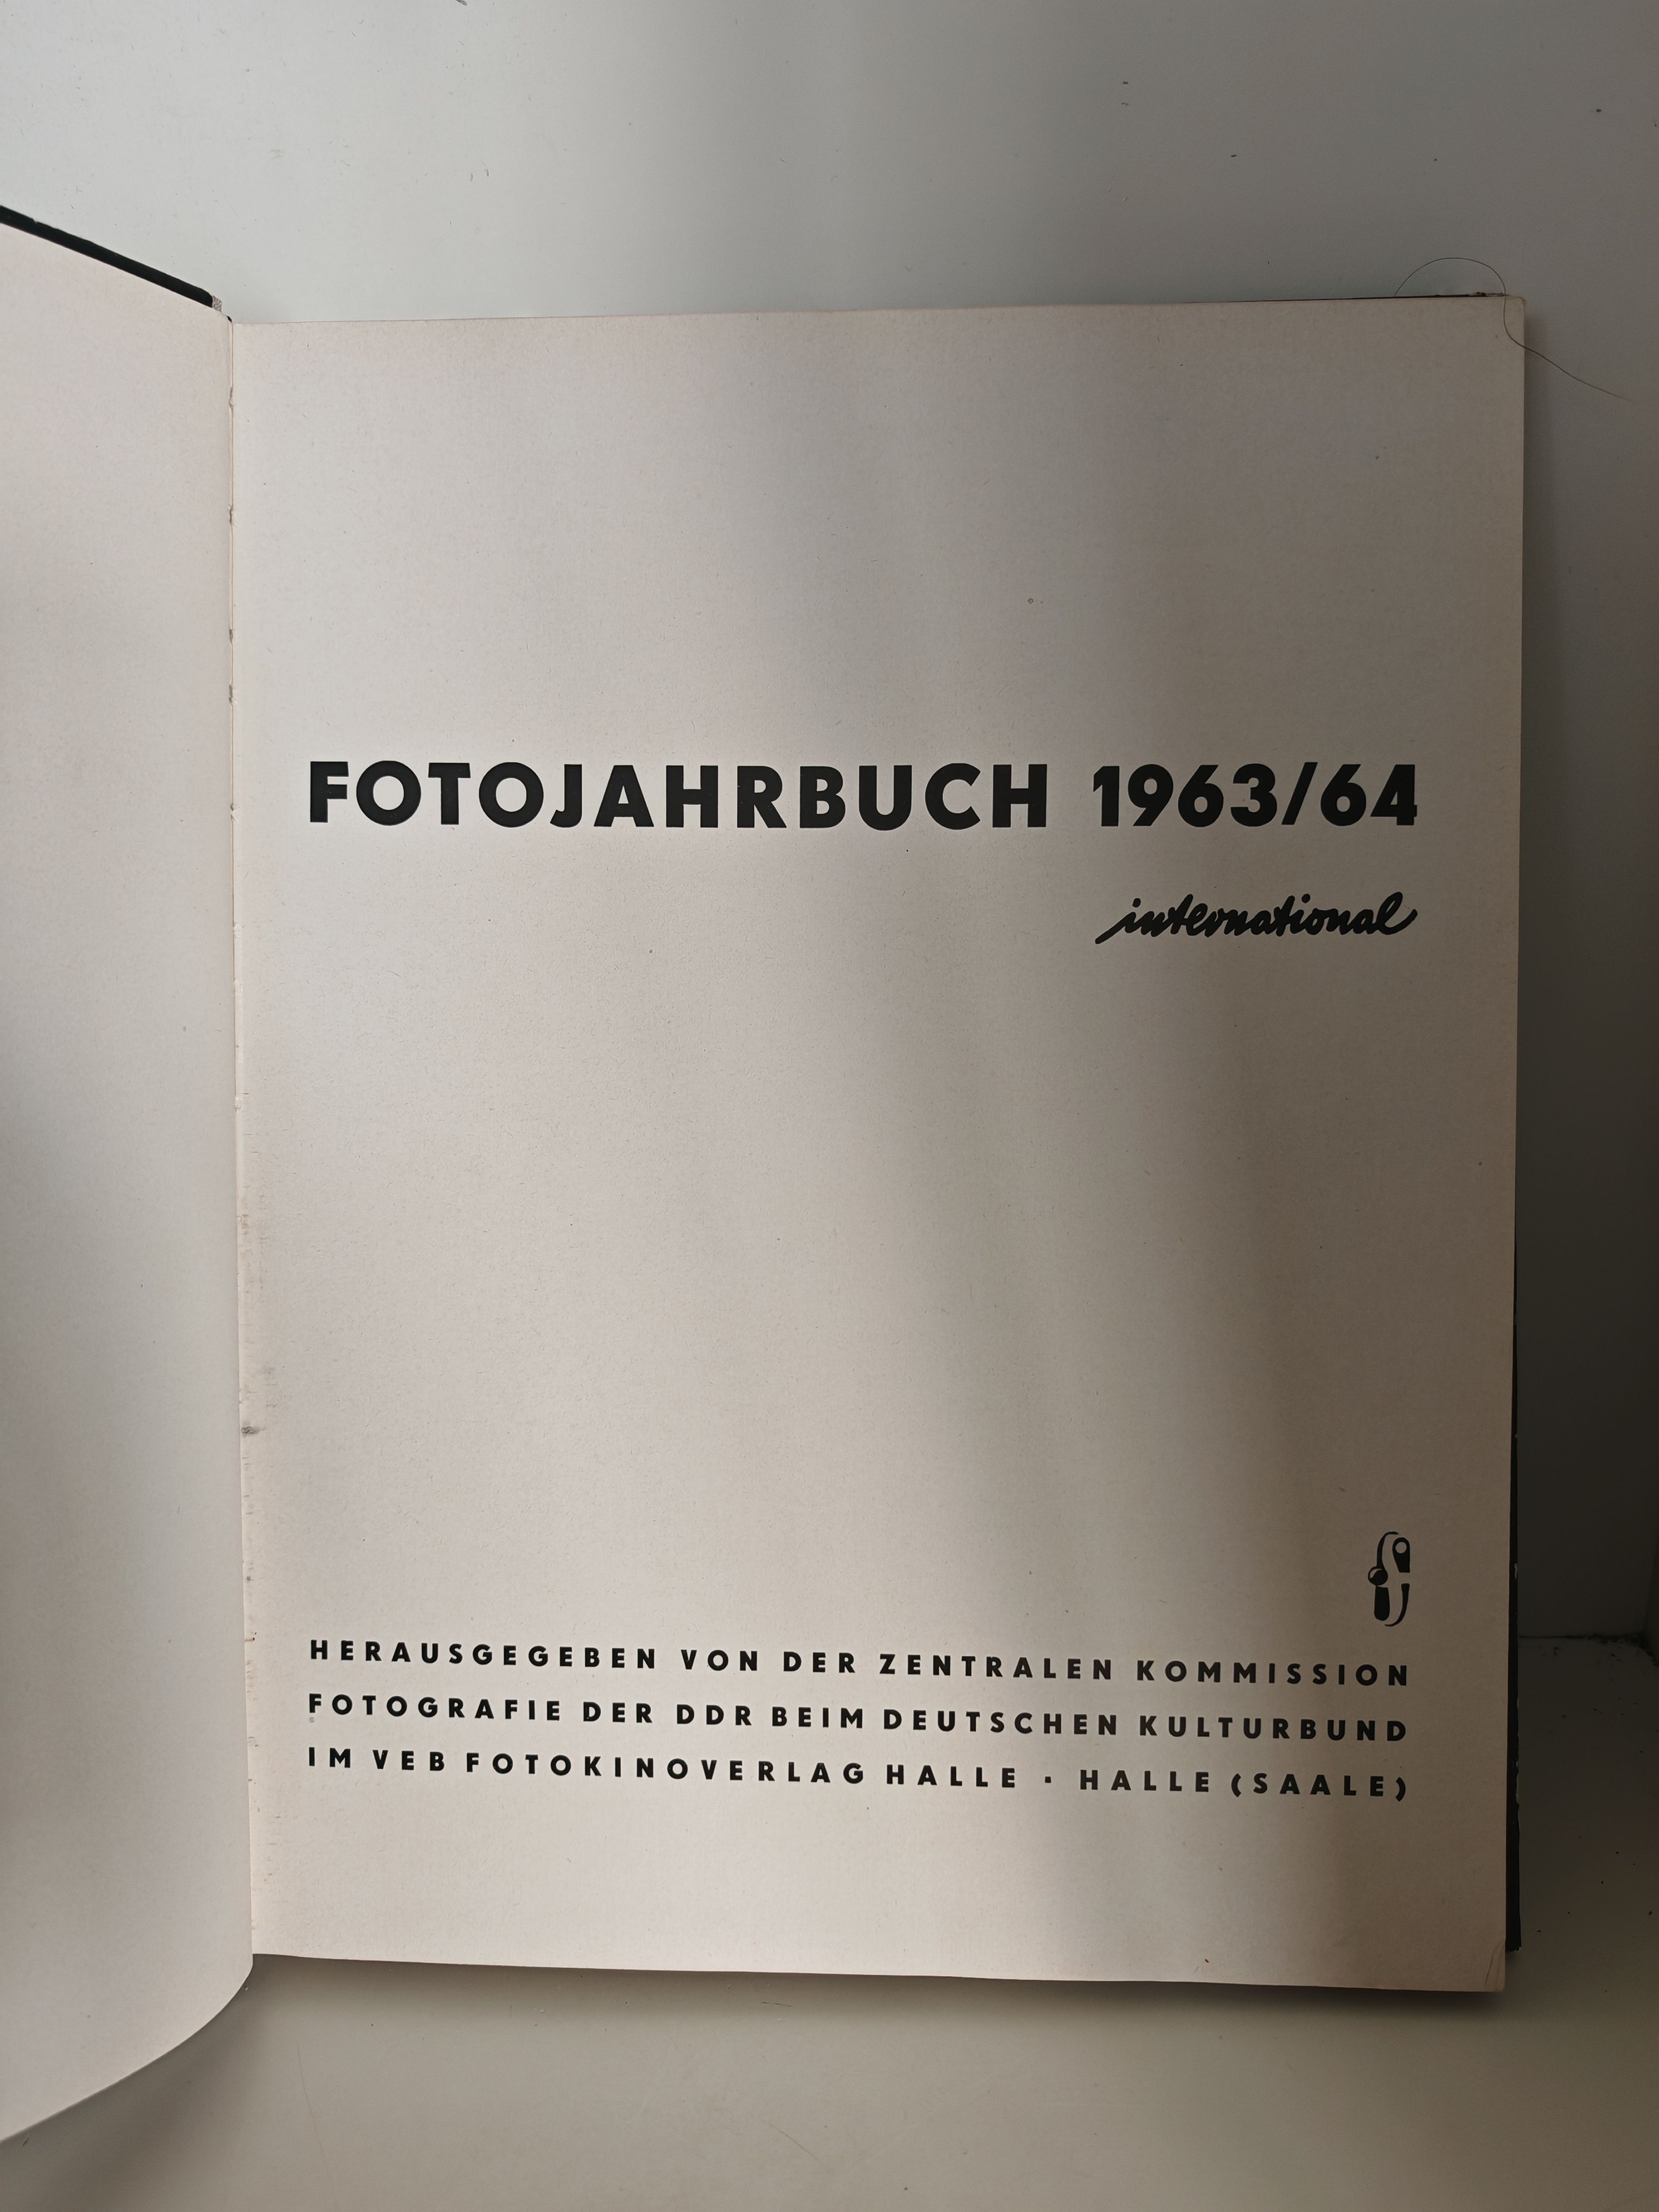 FOTOJAHRBUCH 1963/64
international
HERAUSGEGEBEN VON DER ZENTRALEN KOMMISSION
FOTOGRAFIE DER DDR BEIM DEUTSCHEN KULTURBUND
IM VEB FOTOKINOVERLAG HALLE · HALLE (SAALE)